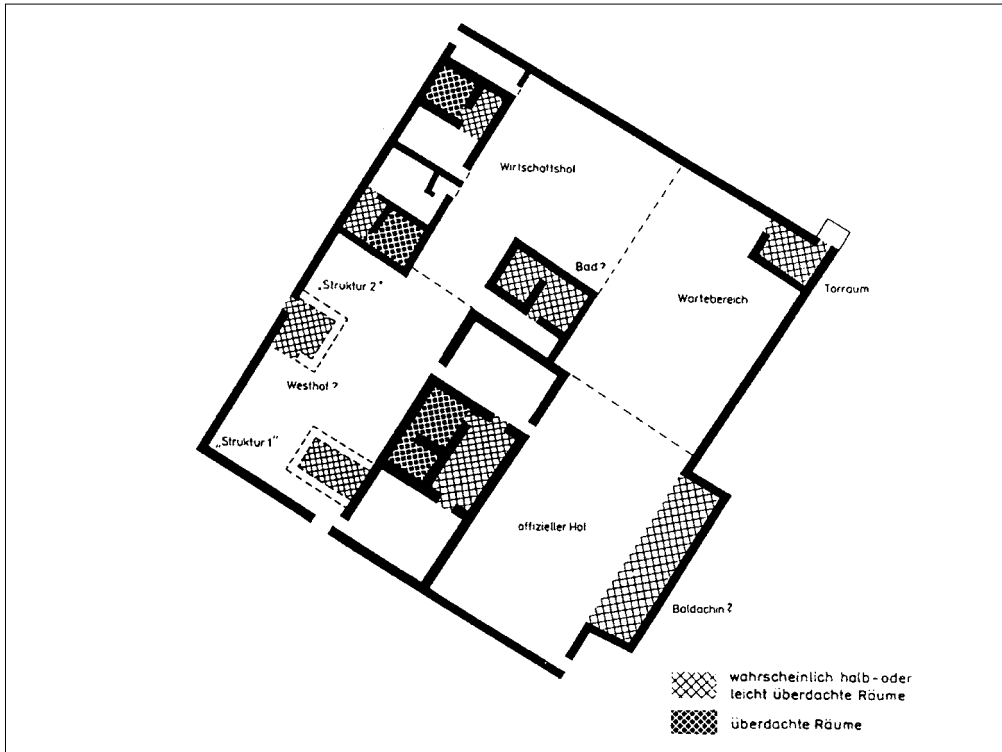 Wirtschaftshof
Bad?
Torraum
„Struktur 2"
Wartebereich
Westhof?
„Struktur 1"
offizieller Hof
Baldachin?
wahrscheinlich halb-oder
leicht überdachte Räume
überdachte Räume